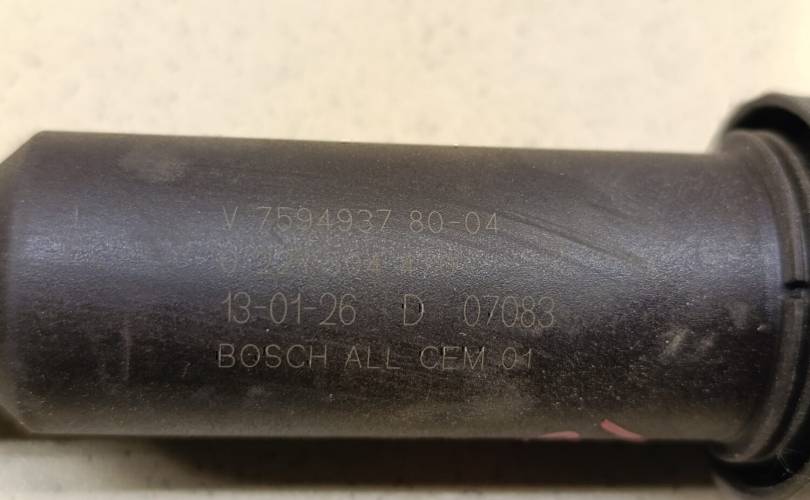 V 7594937 80-04
13-01-26 D 07083
BOSCH ALL CEM 01